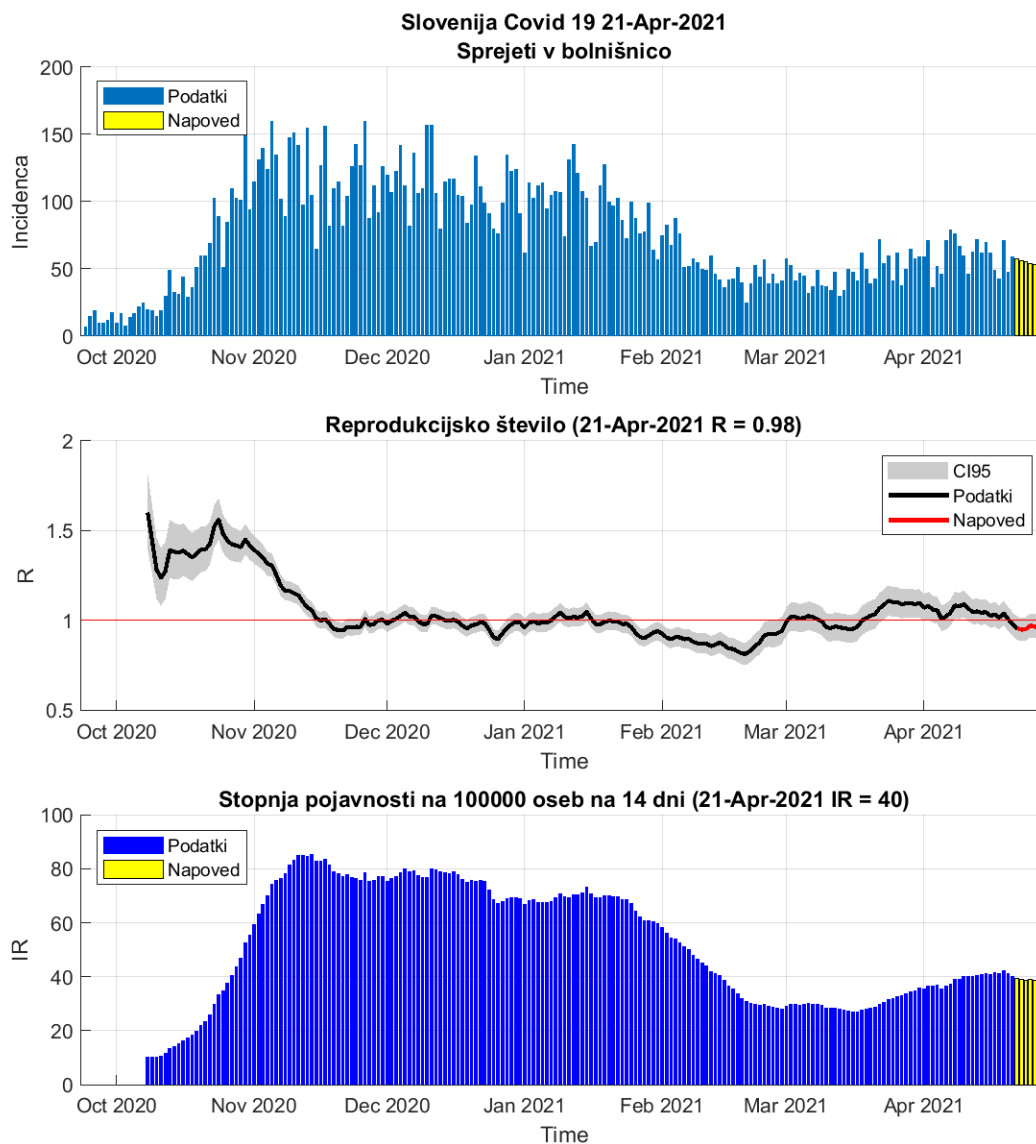 Slovenija Covid 19 21-Apr-2021
Sprejeti v bolnišnico
200
150
100
50
0
Incidenca
Podatki
Napoved
Oct 2020
Nov 2020
Dec 2020
Jan 2021
Feb 2021
Mar 2021
Apr 2021
Time
Reprodukcijsko število (21-Apr-2021 R = 0.98)
2
1.5
1
0.5
R
CI95
Podatki
Napoved
Oct 2020
Nov 2020
Dec 2020
Jan 2021
Feb 2021
Mar 2021
Apr 2021
Time
Stopnja pojavnosti na 100000 oseb na 14 dni (21-Apr-2021 IR = 40)
100
80
60
40
20
0
IR
Podatki
Napoved
Oct 2020
Nov 2020
Dec 2020
Jan 2021
Feb 2021
Mar 2021
Apr 2021
Time